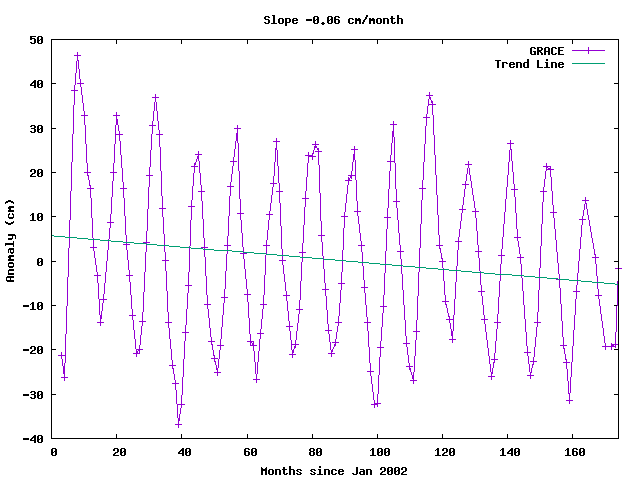 Slope -0.06 cm/month
GRACE
Trend Line
50
40
30
20
10
0
-10
-20
-30
-40
Anomaly (cm)
0 20 40 60 80 100 120 140 160
Months since Jan 2002